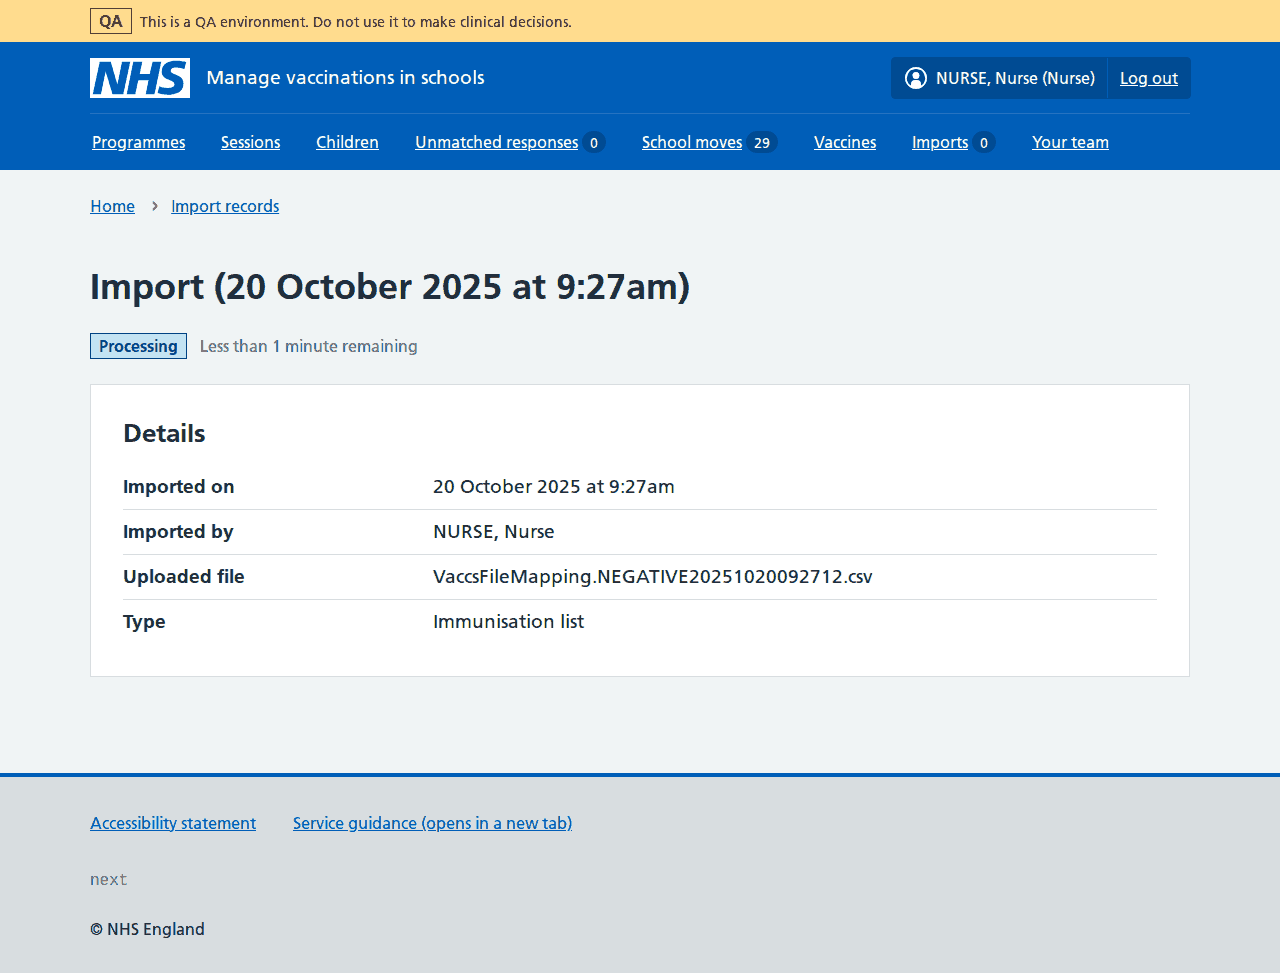 QA This is a QA environment. Do not use it to make clinical decisions.
NHS Manage vaccinations in schools NURSE, Nurse (Nurse) Log out
Programmes Sessions Children Unmatched responses 0 School moves 29 Vaccines Imports 0 Your team
Home › Import records
Import (20 October 2025 at 9:27am)
Processing Less than 1 minute remaining
Details
Imported on 20 October 2025 at 9:27am
Imported by NURSE, Nurse
Uploaded file VaccsFileMapping.NEGATIVE20251020092712.csv
Type Immunisation list
Accessibility statement Service guidance (opens in a new tab)
next
© NHS England